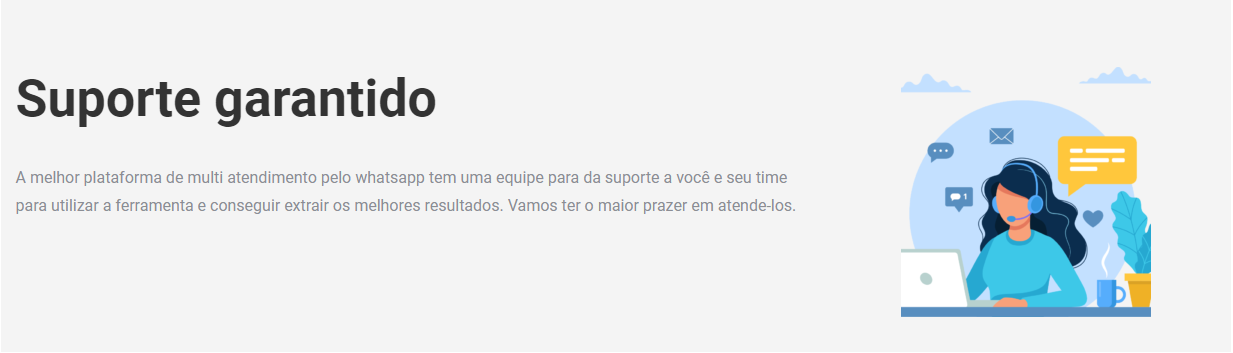 Suporte garantido
A melhor plataforma de multi atendimento pelo whatsapp tem uma equipe para da suporte a você e seu time
para utilizar a ferramenta e conseguir extrair os melhores resultados. Vamos ter o maior prazer em atende-los.
1